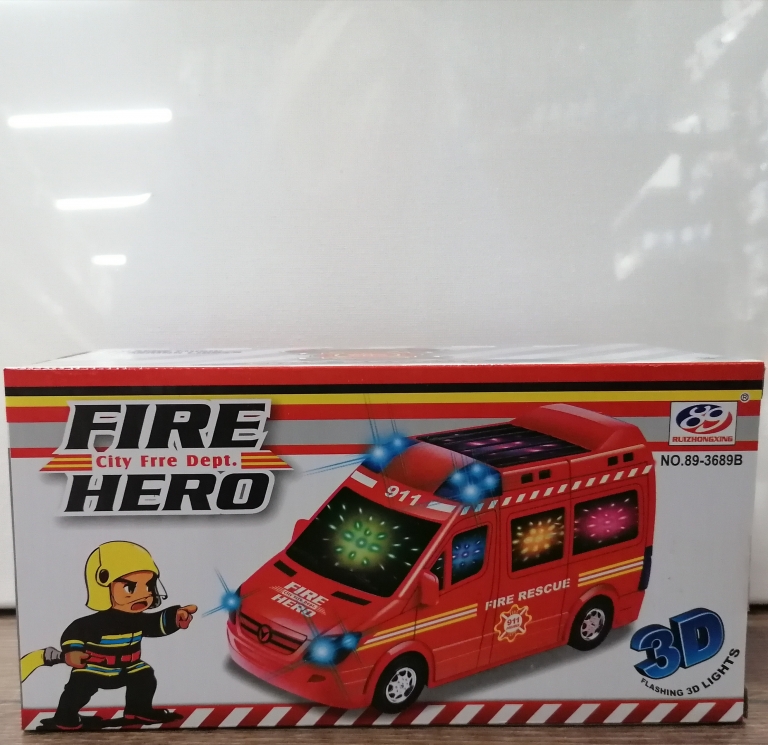 FIRE
City Frre Dept.
HERO
®
RUIZHONGXING
NO.89-3689B
911
FIRE
HERO
FIRE RESCUE
911
3D
FLASHING 3D LIGHTS